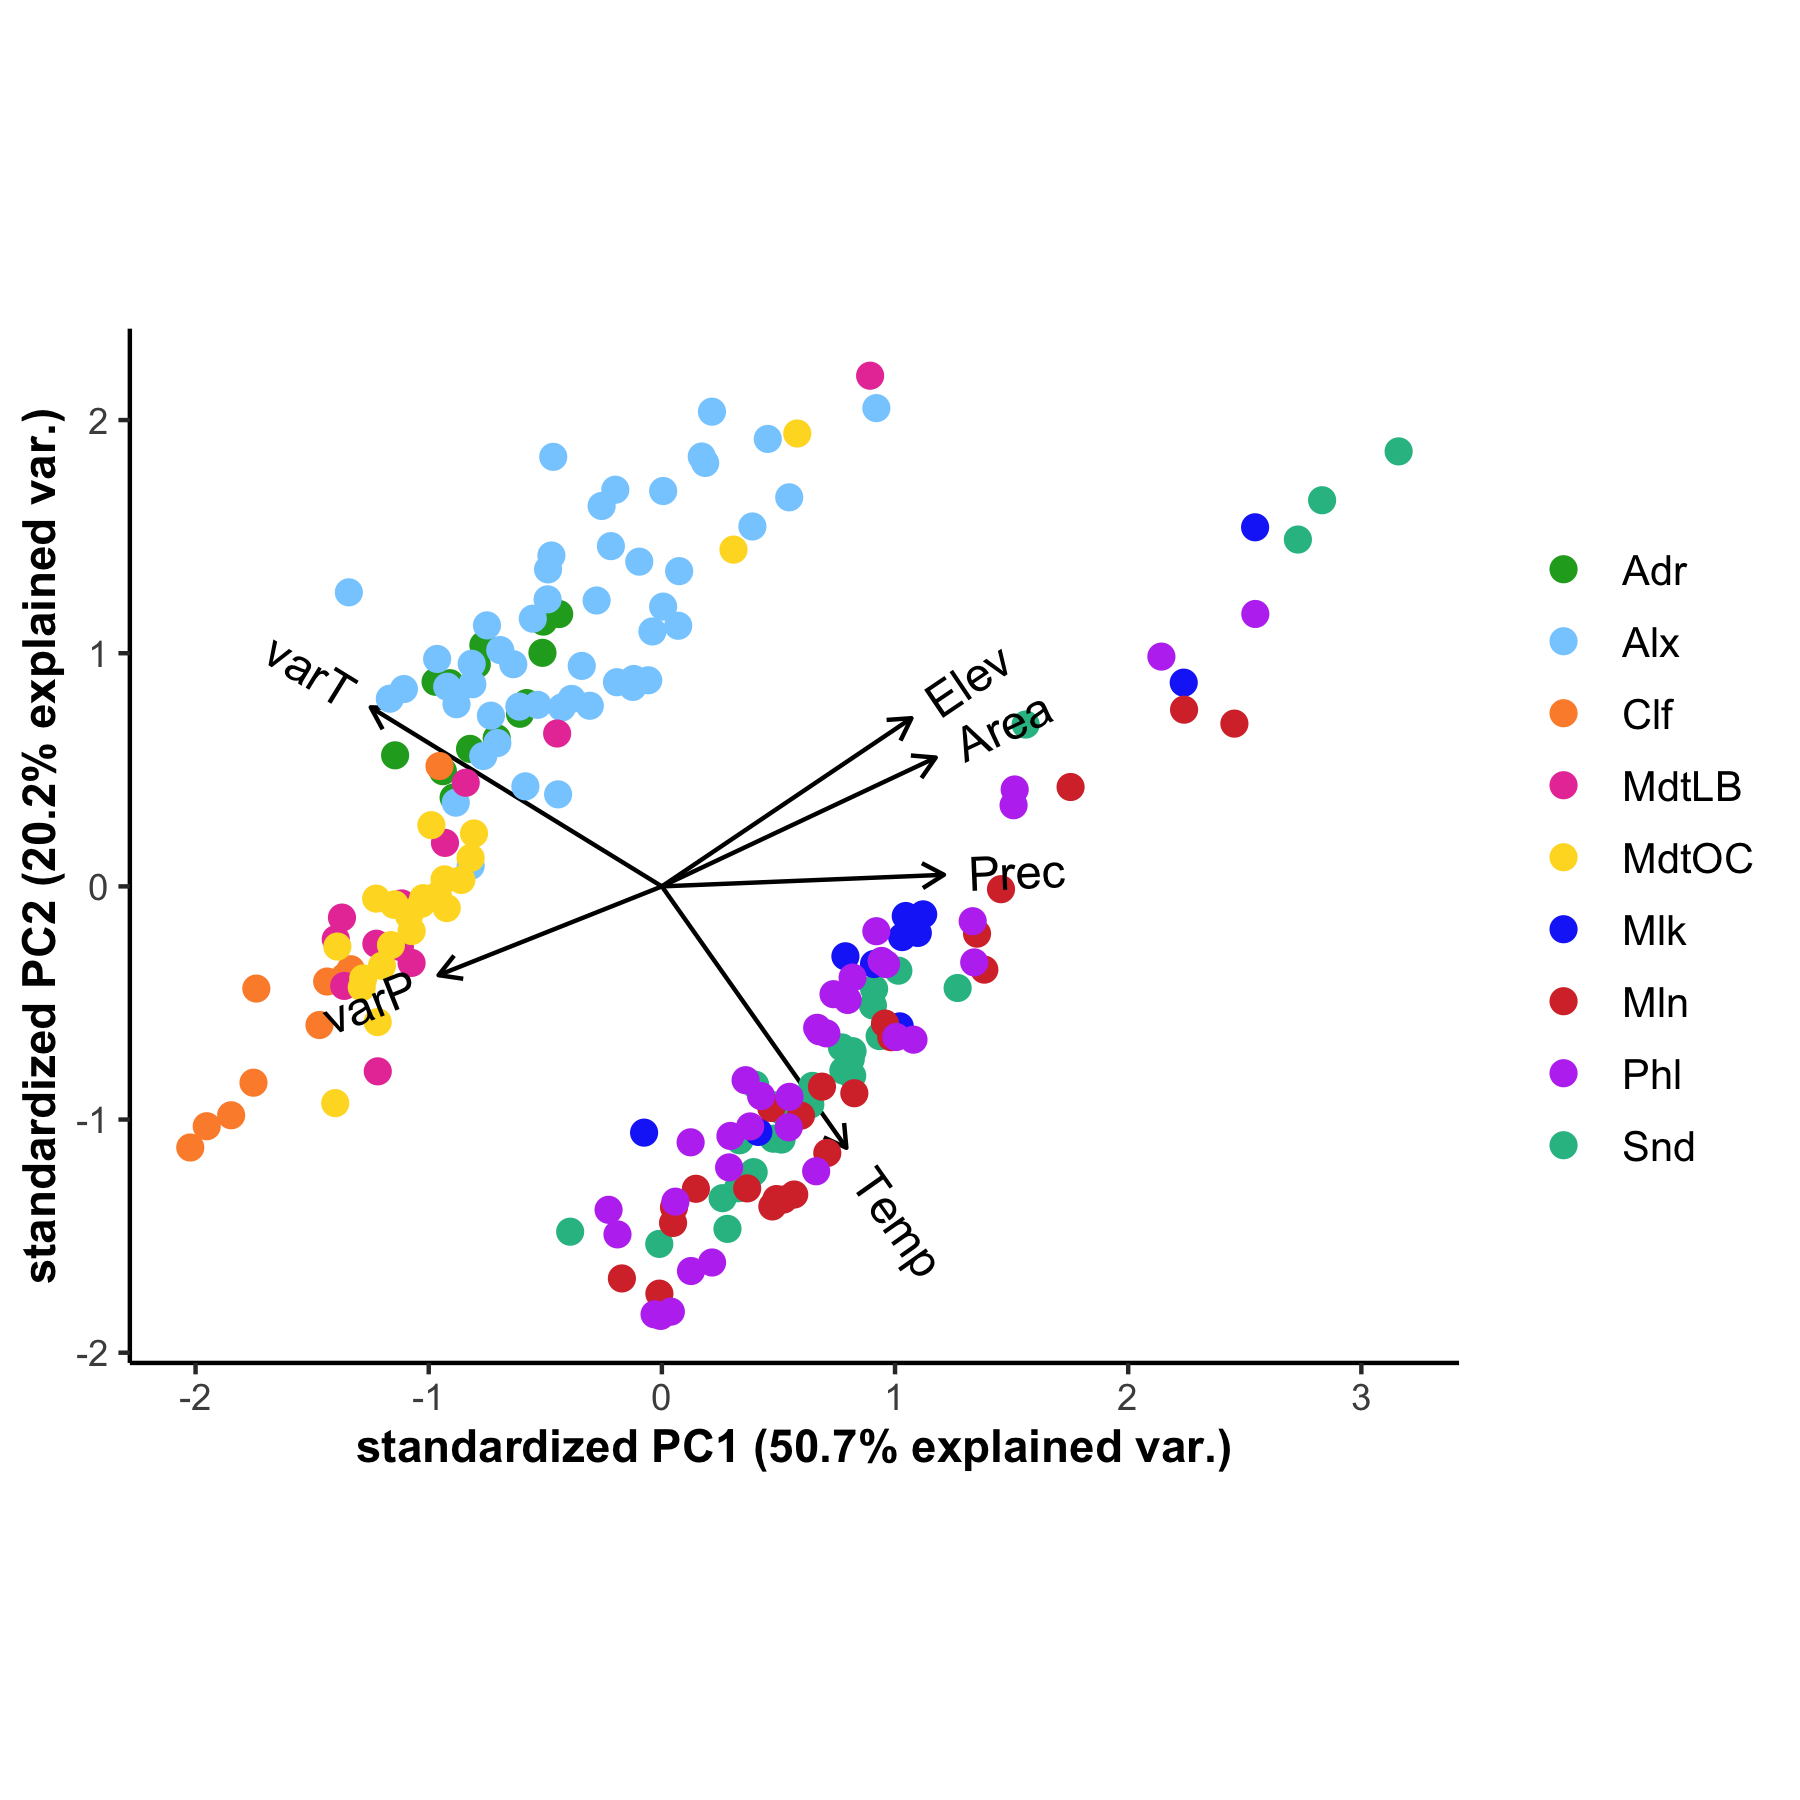 standardized PC2 (20.2% explained var.)
2
1
0
-1
-2
varT
Elev
Area
Prec
varP
Temp
-2
-1
0
1
2
3
standardized PC1 (50.7% explained var.)
Adr
Alx
Clf
MdtLB
MdtOC
Mlk
Mln
Phl
Snd